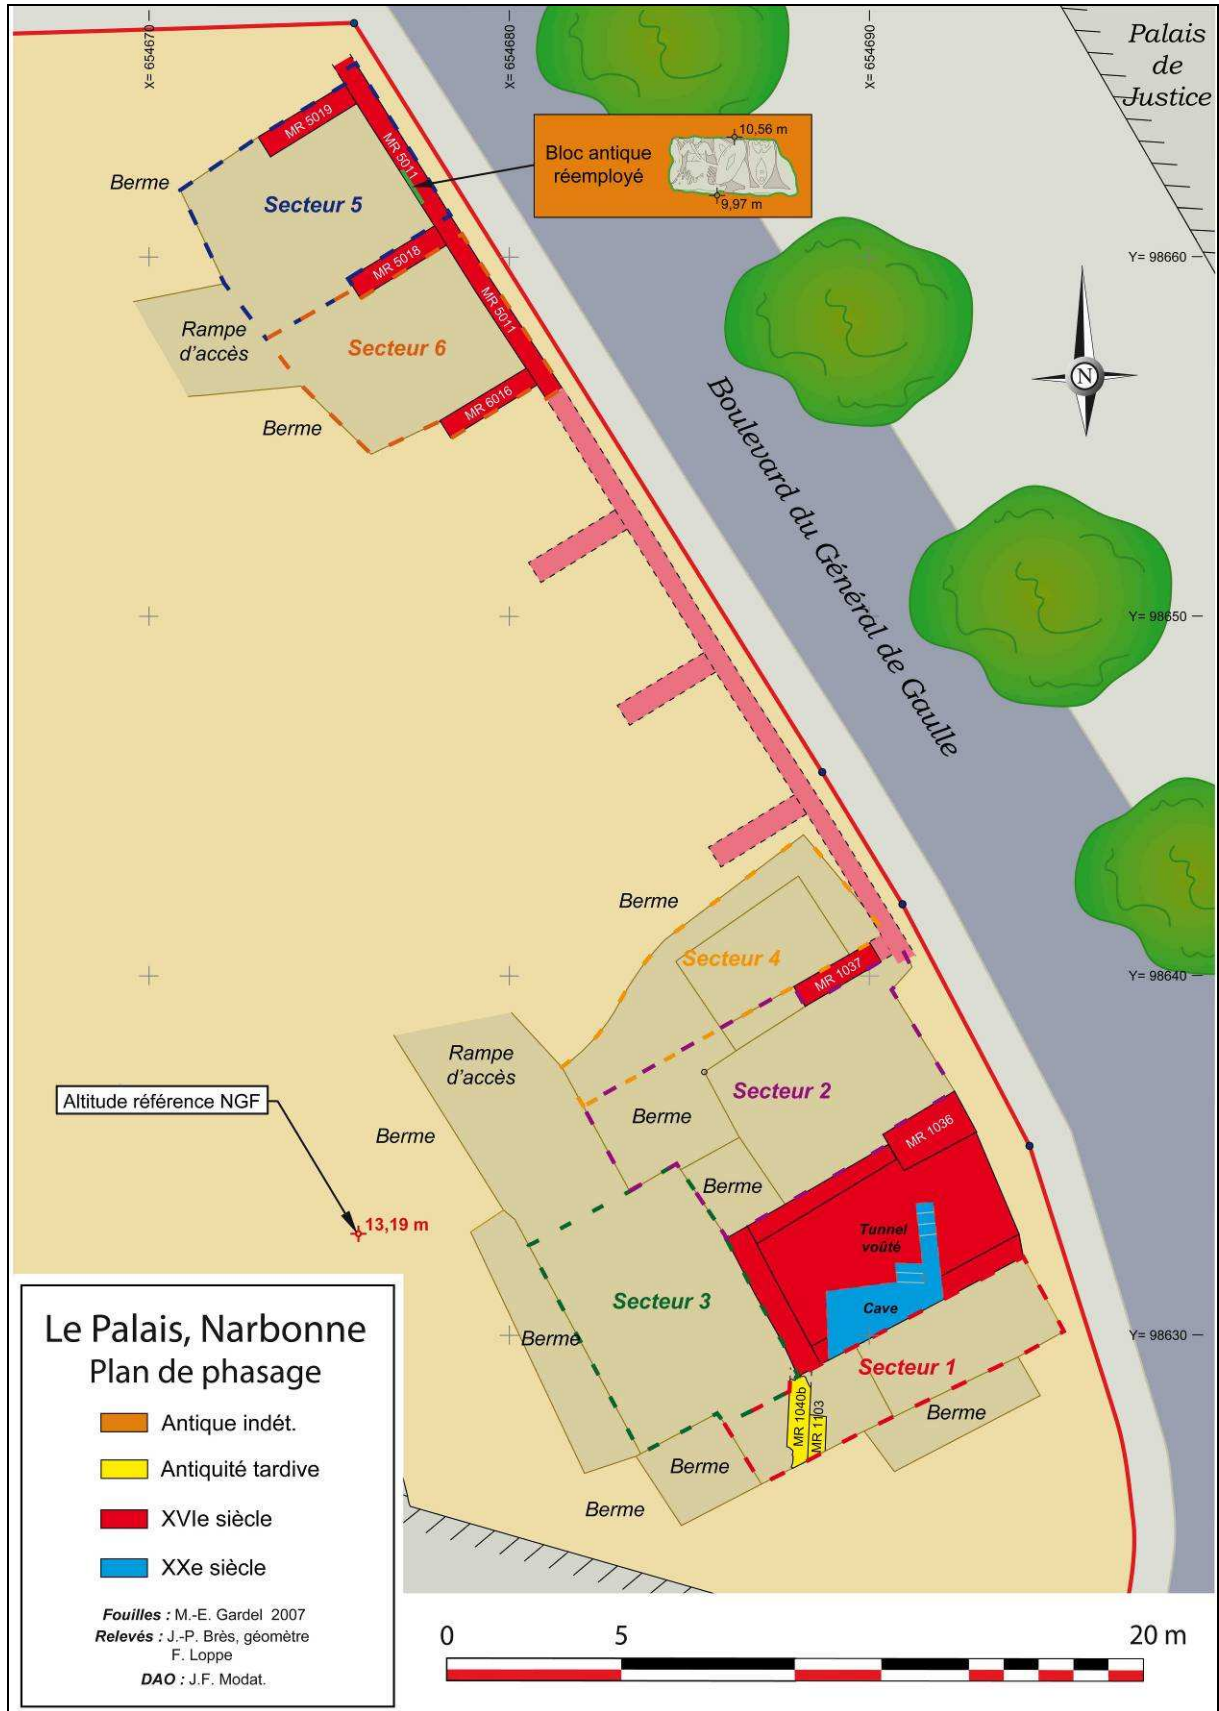 X= 654670
X= 654680
X= 654690
Palais
de
Justice
MR 5019
MR 5011
Bloc antique
réemployé
10,56 m
9,97 m
Berme
Secteur 5
MR 5018
Y= 98660
MR 5011
Rampe
d'accès
Secteur 6
MR 6016
Berme
N
Boulevard du Général de Gaulle
Y= 98650
Berme
Secteur 4
MR 1037
Y= 98640
Rampe
d'accès
Secteur 2
Altitude référence NGF
Berme
Berme
MR 1036
Berme
13,19 m
Tunnel
voûté
Secteur 3
Cave
Berme
Y= 98630
Secteur 1
MR 1040b
MR 1103
Berme
Berme
Berme
Le Palais, Narbonne
Plan de phasage
Antique indét.
Antiquité tardive
XVIe siècle
XXe siècle
Fouilles : M.-E. Gardel 2007
Relevés : J.-P. Brès, géomètre
F. Loppe
DAO : J.F. Modat.
0 5 20 m